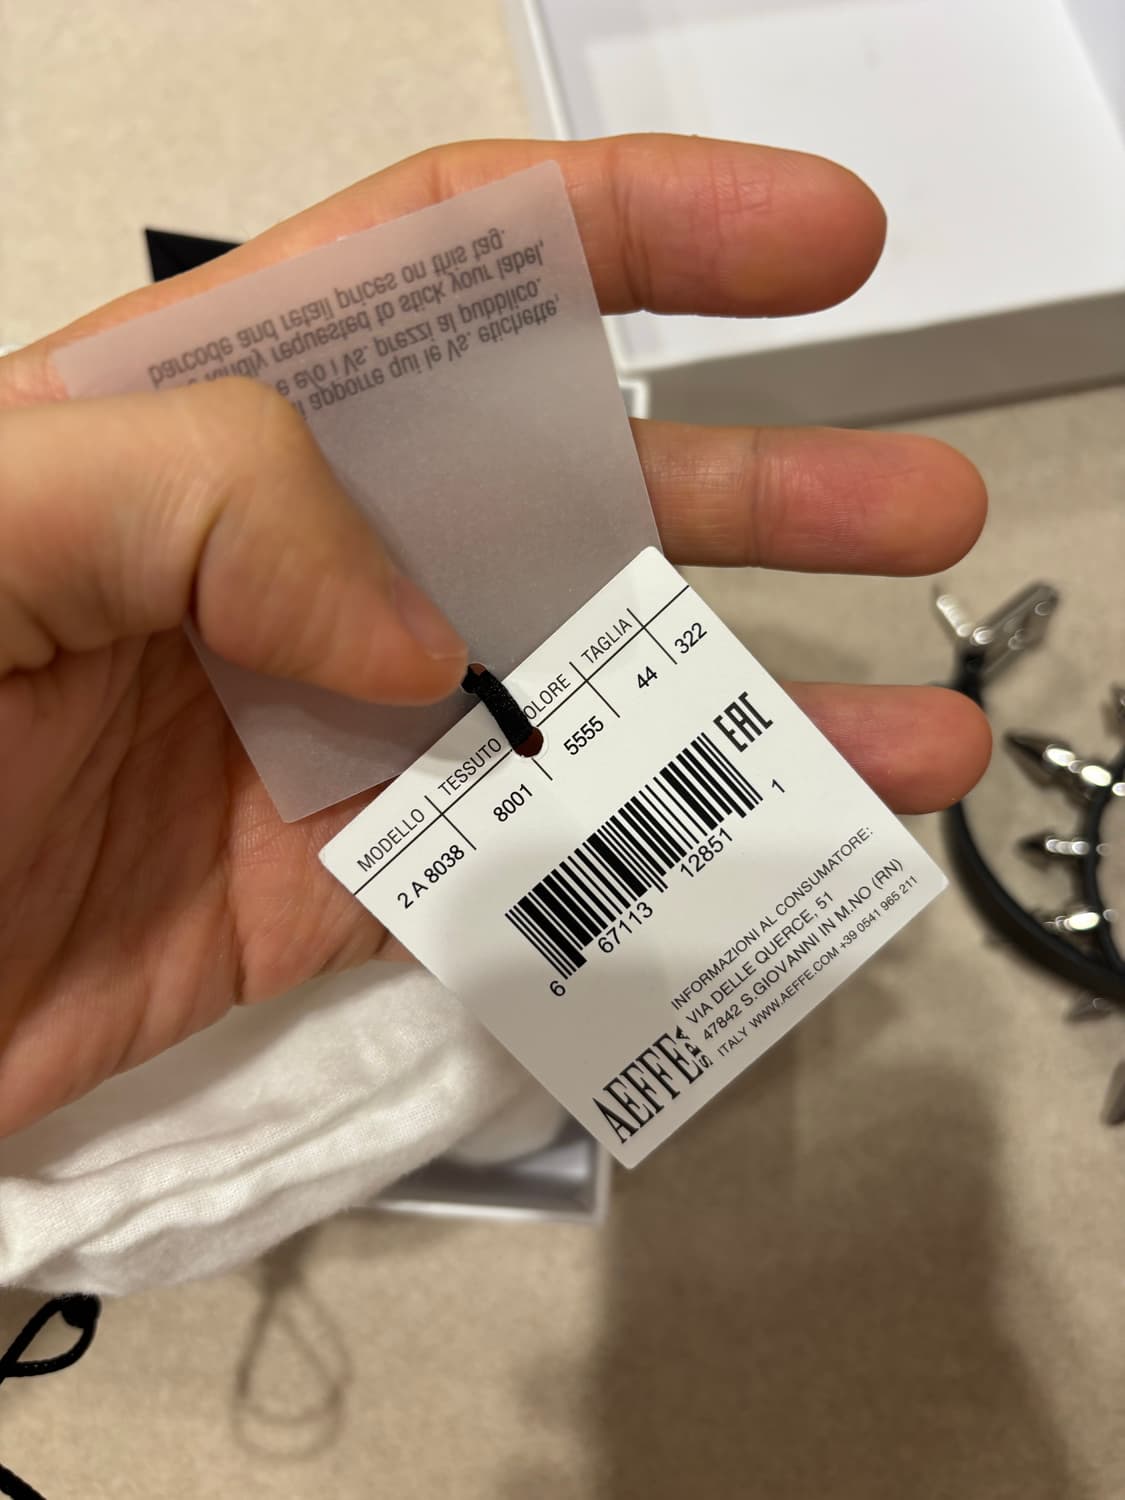 barcode and retail prices on this tag.
kindly requested to stick your label,
e e/o i Vs. prezzi al pubblico.
apporre qui le Vs. etichette,
MODELLO TESSUTO OLORE TAGLIA
2 A 8038 8001 5555 44 322
EAC
6 67113 12851 1
AEFFE SPA
INFORMAZIONI AL CONSUMATORE:
VIA DELLE QUERCE, 51
47842 S.GIOVANNI IN M.NO (RN)
ITALY WWW.AEFFE.COM +39 0541 965 211